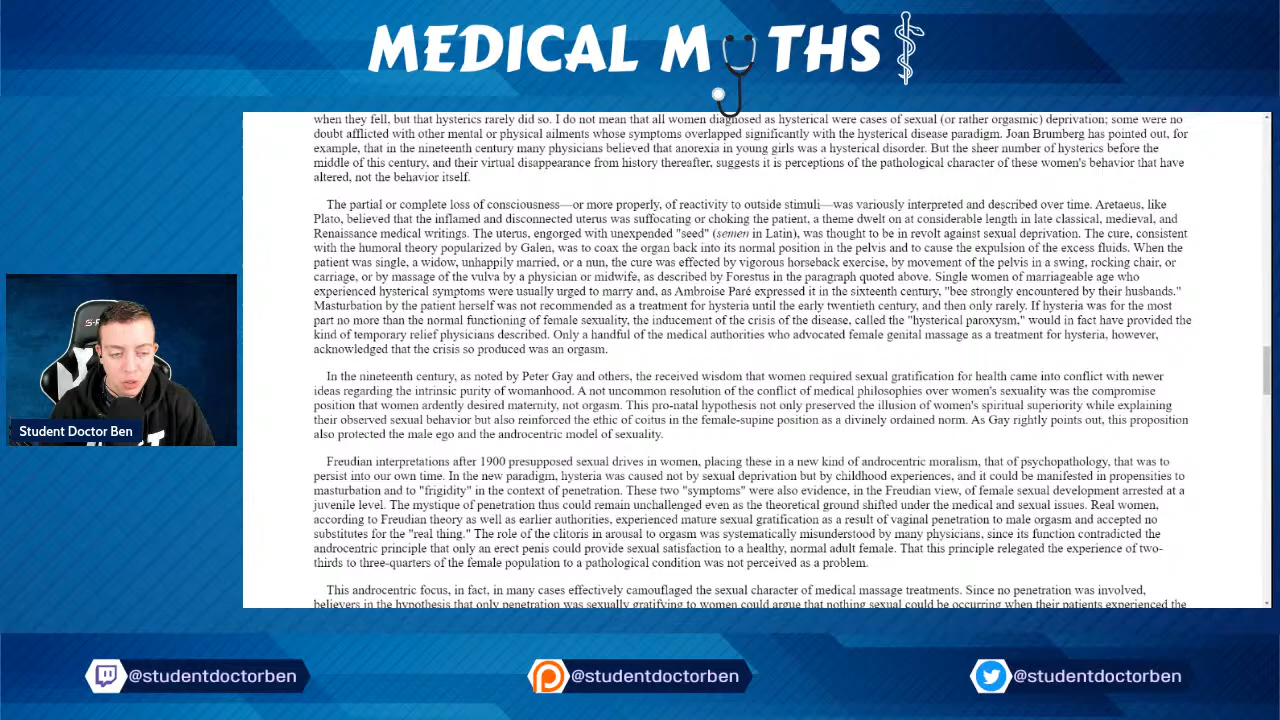 MEDICAL MYTHS
when they fell, but that hysterics rarely did so. I do not mean that all women diagnosed as hysterical were cases of sexual (or rather orgasmic) deprivation; some were no
doubt afflicted with other mental or physical ailments whose symptoms overlapped significantly with the hysterical disease paradigm. Joan Brumberg has pointed out, for
example, that in the nineteenth century many physicians believed that anorexia in young girls was a hysterical disorder. But the sheer number of hysterics before the
middle of this century, and their virtual disappearance from history thereafter, suggests it is perceptions of the pathological character of these women's behavior that have
altered, not the behavior itself.
The partial or complete loss of consciousness—or more properly, of reactivity to outside stimuli—was variously interpreted and described over time. Aretaeus, like
Plato, believed that the inflamed and disconnected uterus was suffocating or choking the patient, a theme dwelt on at considerable length in late classical, medieval, and
Renaissance medical writings. The uterus, engorged with unexpended "seed" (semen in Latin), was thought to be in revolt against sexual deprivation. The cure, consistent
with the humoral theory popularized by Galen, was to coax the organ back into its normal position in the pelvis and to cause the expulsion of the excess fluids. When the
patient was single, a widow, unhappily married, or a nun, the cure was effected by vigorous horseback exercise, by movement of the pelvis in a swing, rocking chair, or
carriage, or by massage of the vulva by a physician or midwife, as described by Forestus in the paragraph quoted above. Single women of marriageable age who
experienced hysterical symptoms were usually urged to marry and, as Ambroise Paré expressed it in the sixteenth century, "bee strongly encountered by their husbands."
Masturbation by the patient herself was not recommended as a treatment for hysteria until the early twentieth century, and then only rarely. If hysteria was for the most
part no more than the normal functioning of female sexuality, the inducement of the crisis of the disease, called the "hysterical paroxysm," would in fact have provided the
kind of temporary relief physicians described. Only a handful of the medical authorities who advocated female genital massage as a treatment for hysteria, however,
acknowledged that the crisis so produced was an orgasm.
In the nineteenth century, as noted by Peter Gay and others, the received wisdom that women required sexual gratification for health came into conflict with newer
ideas regarding the intrinsic purity of womanhood. A not uncommon resolution of the conflict of medical philosophies over women's sexuality was the compromise
position that women ardently desired maternity, not orgasm. This pro-natal hypothesis not only preserved the illusion of women's spiritual superiority while explaining
their observed sexual behavior but also reinforced the ethic of coitus in the female-supine position as a divinely ordained norm. As Gay rightly points out, this proposition
also protected the male ego and the androcentric model of sexuality.
Freudian interpretations after 1900 presupposed sexual drives in women, placing these in a new kind of androcentric moralism, that of psychopathology, that was to
persist into our own time. In the new paradigm, hysteria was caused not by sexual deprivation but by childhood experiences, and it could be manifested in propensities to
masturbation and to "frigidity" in the context of penetration. These two "symptoms" were also evidence, in the Freudian view, of female sexual development arrested at a
juvenile level. The mystique of penetration thus could remain unchallenged even as the theoretical ground shifted under the medical and sexual issues. Real women,
according to Freudian theory as well as earlier authorities, experienced mature sexual gratification as a result of vaginal penetration to male orgasm and accepted no
substitutes for the "real thing." The role of the clitoris in arousal to orgasm was systematically misunderstood by many physicians, since its function contradicted the
androcentric principle that only an erect penis could provide sexual satisfaction to a healthy, normal adult female. That this principle relegated the experience of two-
thirds to three-quarters of the female population to a pathological condition was not perceived as a problem.
This androcentric focus, in fact, in many cases effectively camouflaged the sexual character of medical massage treatments. Since no penetration was involved,
believers in the hypothesis that only penetration was sexually gratifying to women could argue that nothing sexual could be occurring when their patients experienced the
Student Doctor Ben
@studentdoctorben
@studentdoctorben
@studentdoctorben